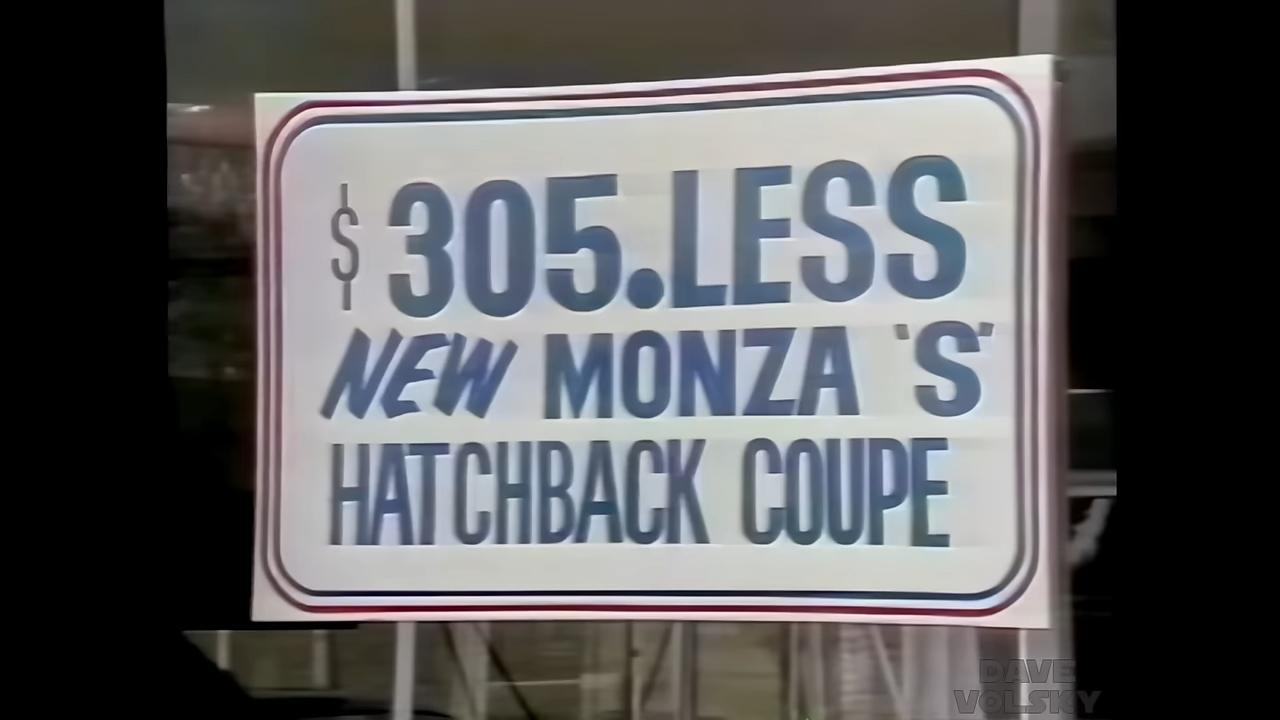 $305.LESS
NEW MONZA 'S'
HATCHBACK COUPE
DAVE
VOLSKY